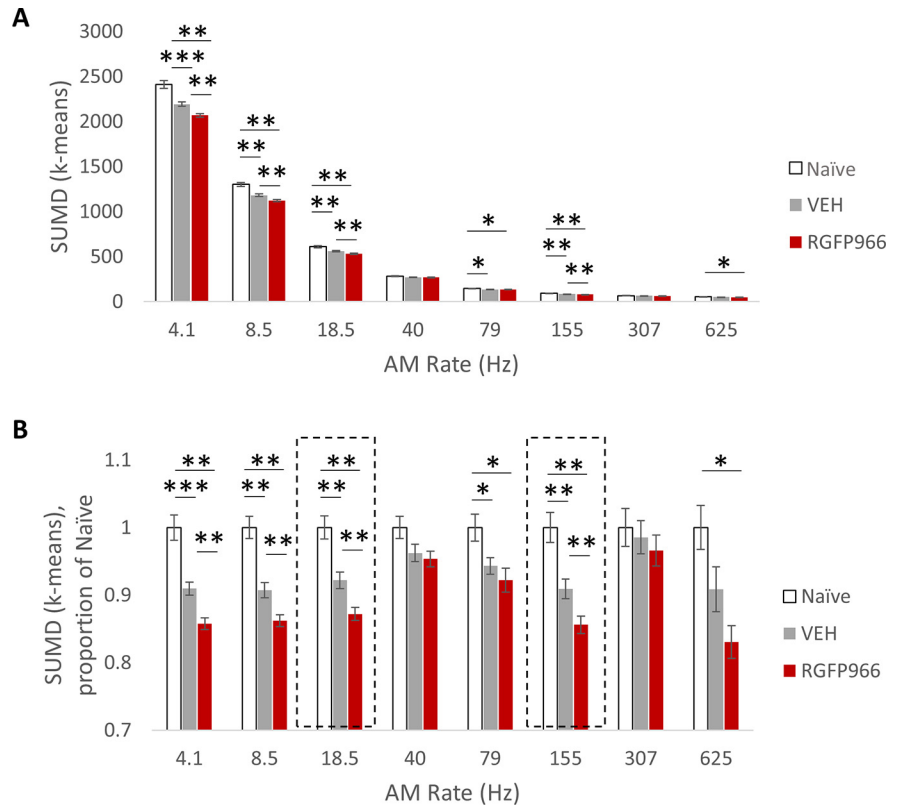 A
3000
2500
2000
1500
1000
500
0
SUMD (k-means)
** *** **
** ** **
** ** **
* *
** ** **
*
4.1 8.5 18.5 40 79 155 307 625
AM Rate (Hz)
Naïve
VEH
RGFP966
B
1.1
1
0.9
0.8
0.7
SUMD (k-means),
proportion of Naïve
** *** **
** ** **
** ** **
* *
** ** **
*
4.1 8.5 18.5 40 79 155 307 625
AM Rate (Hz)
Naïve
VEH
RGFP966